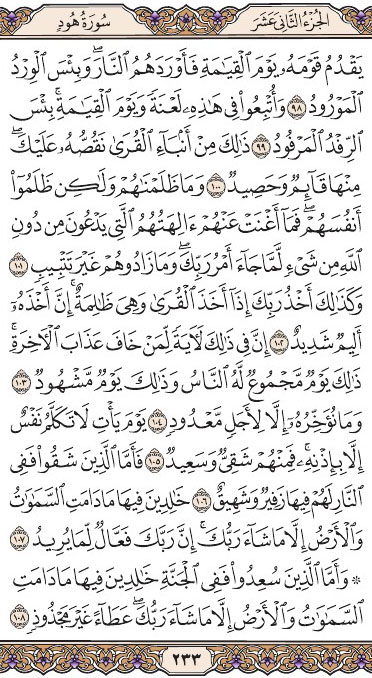 الجزء الثاني عشر سورة هود
يَقْدُمُ قَوْمَهُۥ يَوْمَ ٱلْقِيَٰمَةِ فَأَوْرَدَهُمُ ٱلنَّارَ ۖ وَبِئْسَ ٱلْوِرْدُ
ٱلْمَوْرُودُ ٩٨ وَأُتْبِعُوا۟ فِى هَٰذِهِۦ لَعْنَةً وَيَوْمَ ٱلْقِيَٰمَةِ ۚ بِئْسَ
ٱلرِّفْدُ ٱلْمَرْفُودُ ٩٩ ذَٰلِكَ مِنْ أَنۢبَآءِ ٱلْقُرَىٰ نَقُصُّهُۥ عَلَيْكَ ۖ
مِنْهَا قَآئِمٌ وَحَصِيدٌ ١٠٠ وَمَا ظَلَمْنَٰهُمْ وَلَٰكِن ظَلَمُوٓا۟
أَنفُسَهُمْ ۖ فَمَآ أَغْنَتْ عَنْهُمْ ءَالِهَتُهُمُ ٱلَّتِى يَدْعُونَ مِن دُونِ
ٱللَّهِ مِن شَىْءٍ لَّمَّا جَآءَ أَمْرُ رَبِّكَ ۖ وَمَا زَادُوهُمْ غَيْرَ تَتْبِيبٍ ١٠١
وَكَذَٰلِكَ أَخْذُ رَبِّكَ إِذَآ أَخَذَ ٱلْقُرَىٰ وَهِىَ ظَٰلِمَةٌ ۚ إِنَّ أَخْذَهُۥٓ
أَلِيمٌ شَدِيدٌ ١٠٢ إِنَّ فِى ذَٰلِكَ لَءَايَةً لِّمَنْ خَافَ عَذَابَ ٱلْءَاخِرَةِ ۚ
ذَٰلِكَ يَوْمٌ مَّجْمُوعٌ لَّهُ ٱلنَّاسُ وَذَٰلِكَ يَوْمٌ مَّشْهُودٌ ١٠٣
وَمَا نُؤَخِّرُهُۥٓ إِلَّا لِأَجَلٍ مَّعْدُودٍ ١٠٤ يَوْمَ يَأْتِ لَا تَكَلَّمُ نَفْسٌ
إِلَّا بِإِذْنِهِۦ ۚ فَمِنْهُمْ شَقِىٌّ وَسَعِيدٌ ١٠٥ فَأَمَّا ٱلَّذِينَ شَقُوا۟ فَفِى
ٱلنَّارِ لَهُمْ فِيهَا زَفِيرٌ وَشَهِيقٌ ١٠٦ خَٰلِدِينَ فِيهَا مَا دَامَتِ ٱلسَّمَٰوَٰتُ
وَٱلْأَرْضُ إِلَّا مَا شَآءَ رَبُّكَ ۚ إِنَّ رَبَّكَ فَعَّالٌ لِّمَا يُرِيدُ ١٠٧
۞ وَأَمَّا ٱلَّذِينَ سُعِدُوا۟ فَفِى ٱلْجَنَّةِ خَٰلِدِينَ فِيهَا مَا دَامَتِ
ٱلسَّمَٰوَٰتُ وَٱلْأَرْضُ إِلَّا مَا شَآءَ رَبُّكَ ۖ عَطَآءً غَيْرَ مَجْذُوذٍ ١٠٨
٢٣٣